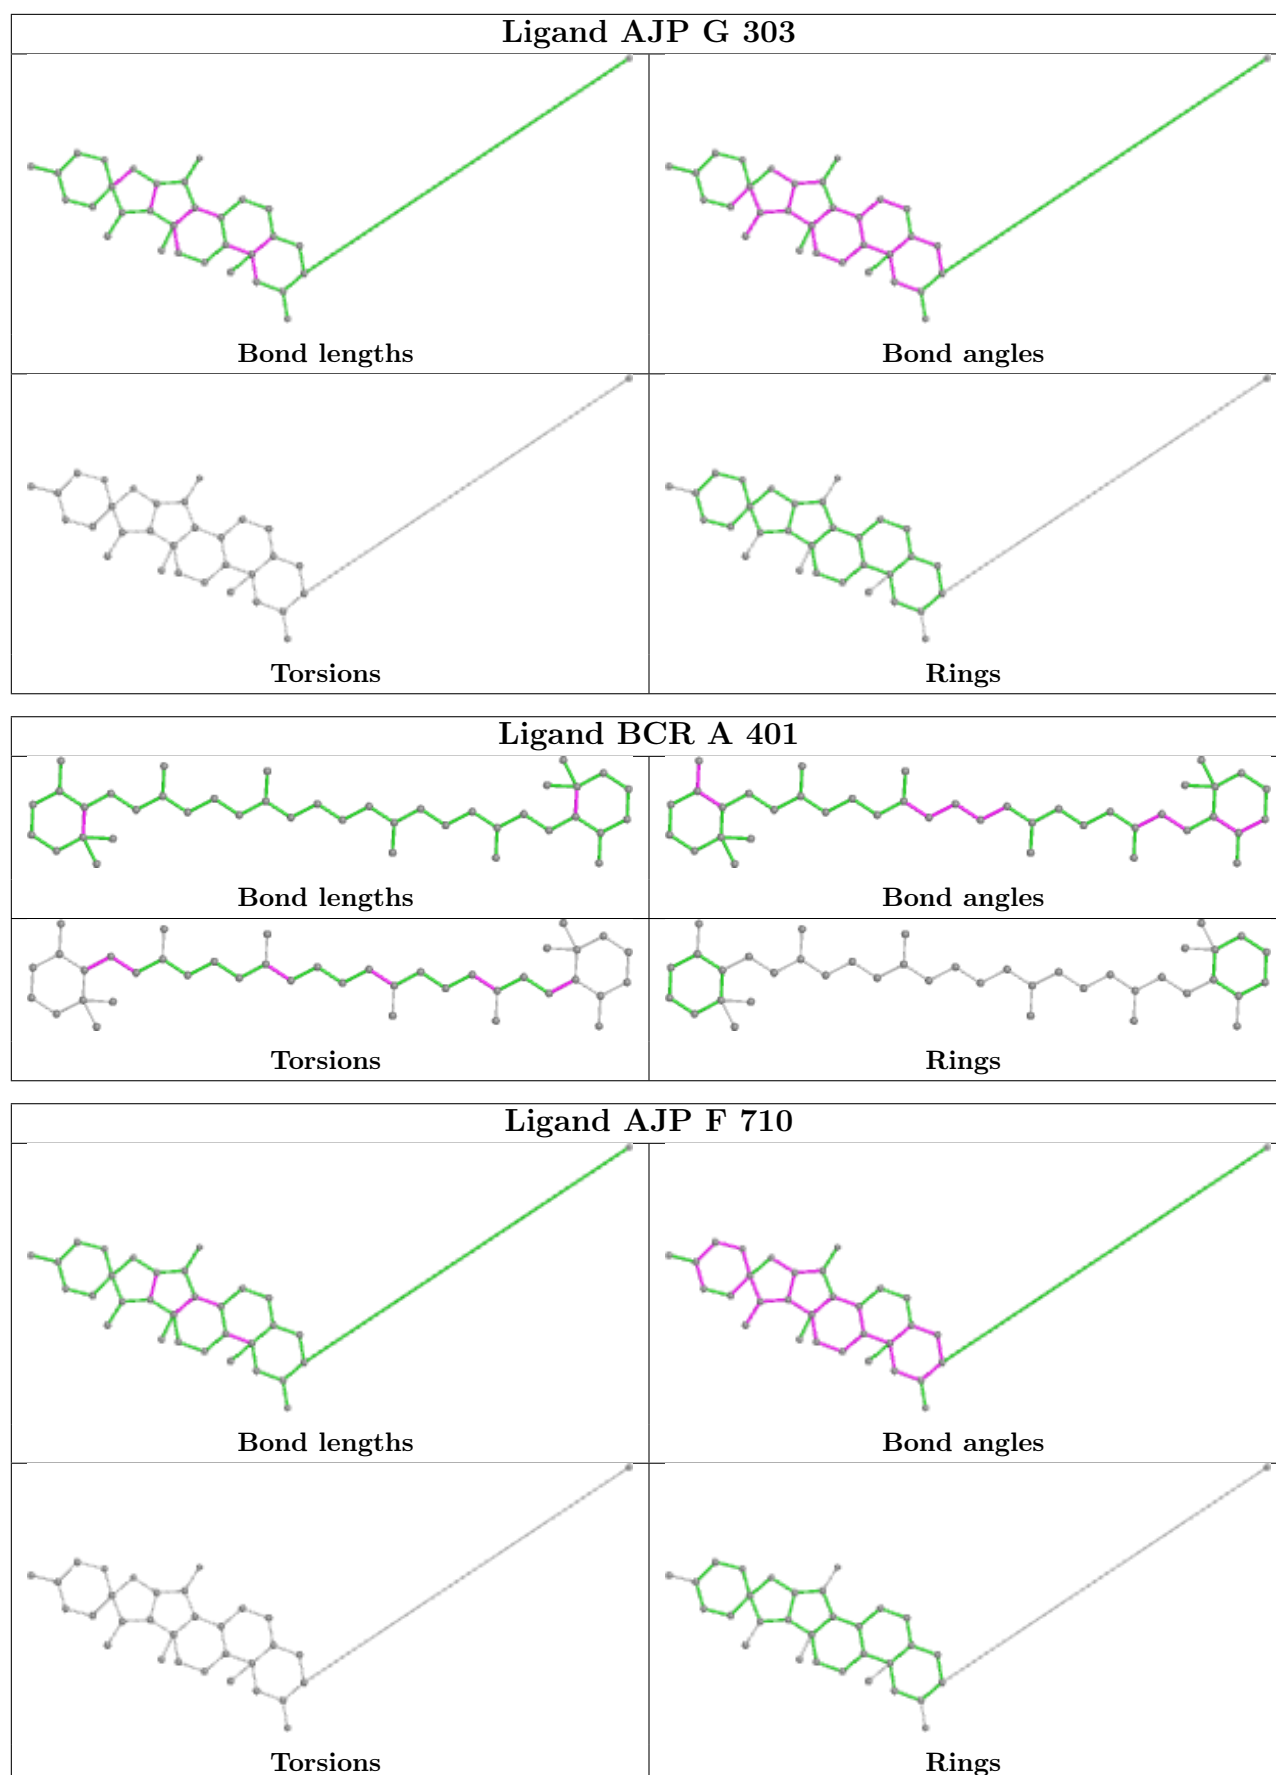 Ligand AJP G 303
Bond lengths
Bond angles
Torsions
Rings
Ligand BCR A 401
Bond lengths
Bond angles
Torsions
Rings
Ligand AJP F 710
Bond lengths
Bond angles
Torsions
Rings